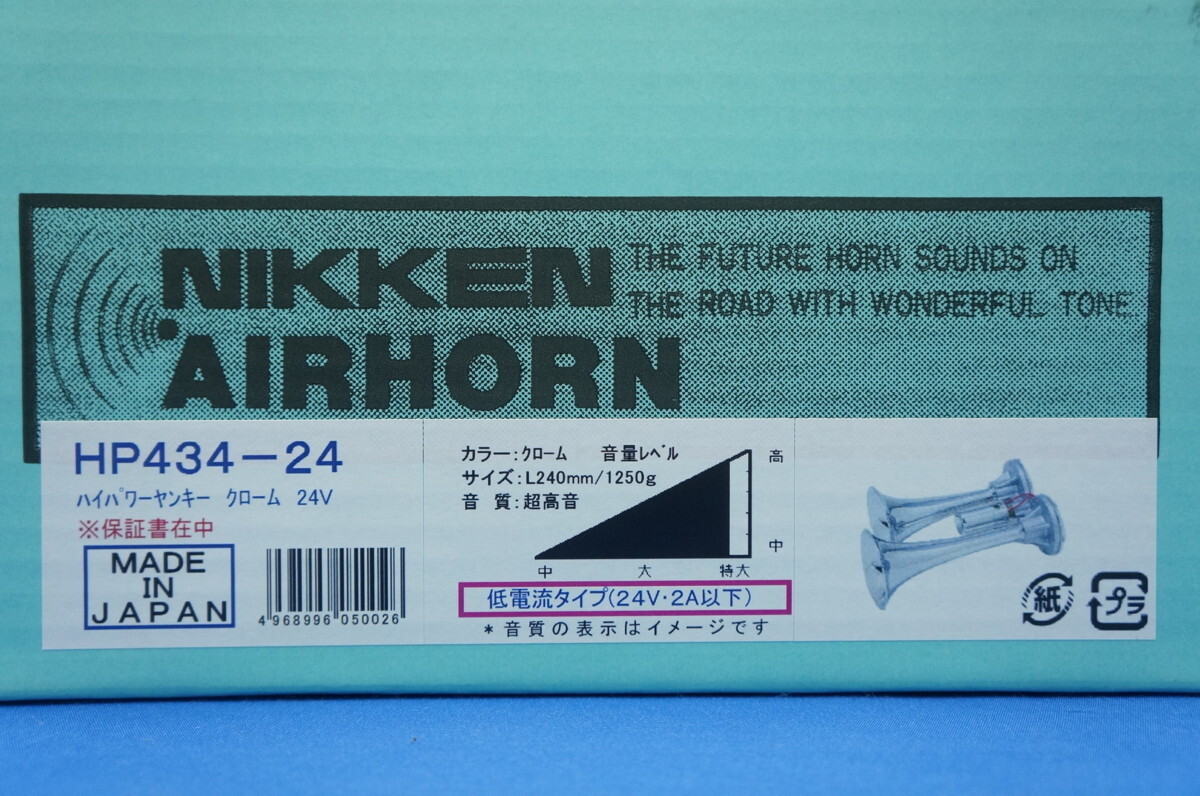 NIKKEN
AIRHORN
THE FUTURE HORN SOUNDS ON
THE ROAD WITH WONDERFUL TONE.
HP434-24
ハイパワーヤンキー クローム 24V
※保証書在中
MADE
IN
JAPAN
4968996050026
カラー:クローム 音量レベル
サイズ:L240mm/1250g
音 質:超高音
高
中
中 大 特大
低電流タイプ(24V・2A以下)
*音質の表示はイメージです
紙
プラ